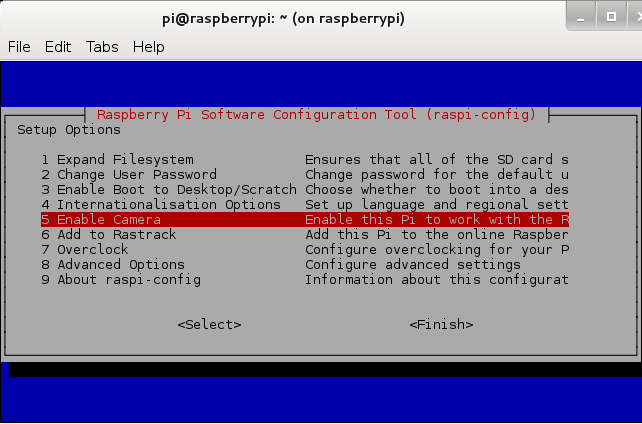 pi@raspberrypi: ~ (on raspberrypi)
File Edit Tabs Help
Raspberry Pi Software Configuration Tool (raspi-config)
Setup Options
1 Expand Filesystem Ensures that all of the SD card s
2 Change User Password Change password for the default u
3 Enable Boot to Desktop/Scratch Choose whether to boot into a des
4 Internationalisation Options Set up language and regional sett
5 Enable Camera Enable this Pi to work with the R
6 Add to Rastrack Add this Pi to the online Raspber
7 Overclock Configure overclocking for your P
8 Advanced Options Configure advanced settings
9 About raspi-config Information about this configurat
<Select> <Finish>